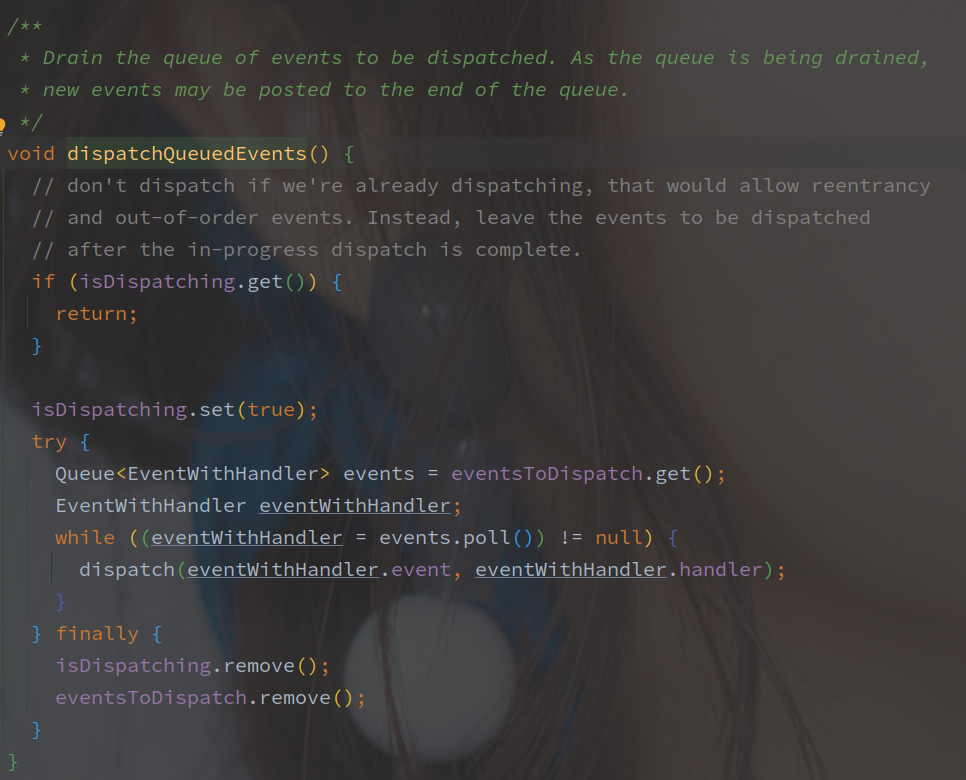 /**
 * Drain the queue of events to be dispatched. As the queue is being drained,
 * new events may be posted to the end of the queue.
 */
void dispatchQueuedEvents() {
  // don't dispatch if we're already dispatching, that would allow reentrancy
  // and out-of-order events. Instead, leave the events to be dispatched
  // after the in-progress dispatch is complete.
  if (isDispatching.get()) {
    return;
  }

  isDispatching.set(true);
  try {
    Queue<EventWithHandler> events = eventsToDispatch.get();
    EventWithHandler eventWithHandler;
    while ((eventWithHandler = events.poll()) != null) {
      dispatch(eventWithHandler.event, eventWithHandler.handler);
    }
  } finally {
    isDispatching.remove();
    eventsToDispatch.remove();
  }
}